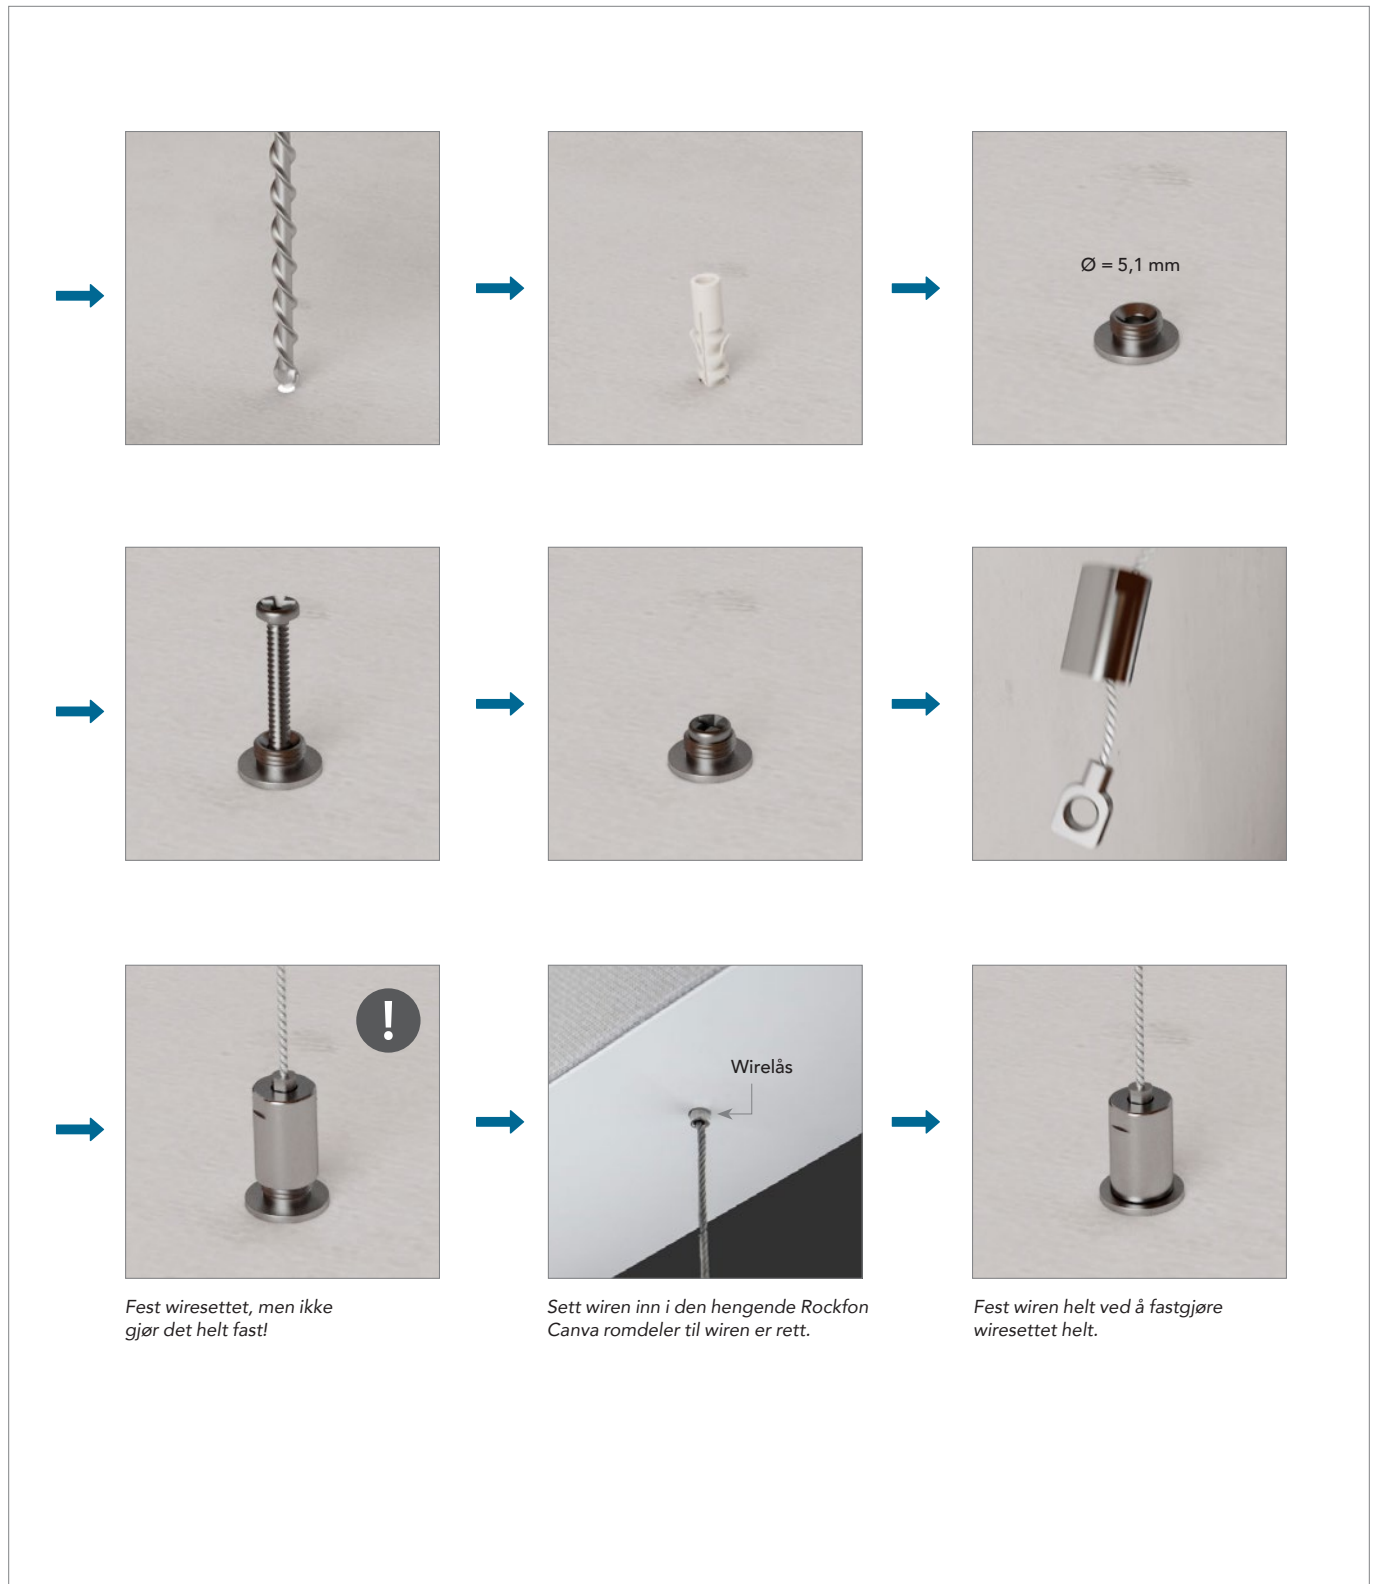 Ø = 5,1 mm
!
Wirelås
Fest wiresettet, men ikke
gjør det helt fast!
Sett wiren inn i den hengende Rockfon
Canva romdeler til wiren er rett.
Fest wiren helt ved å fastgjøre
wiresettet helt.